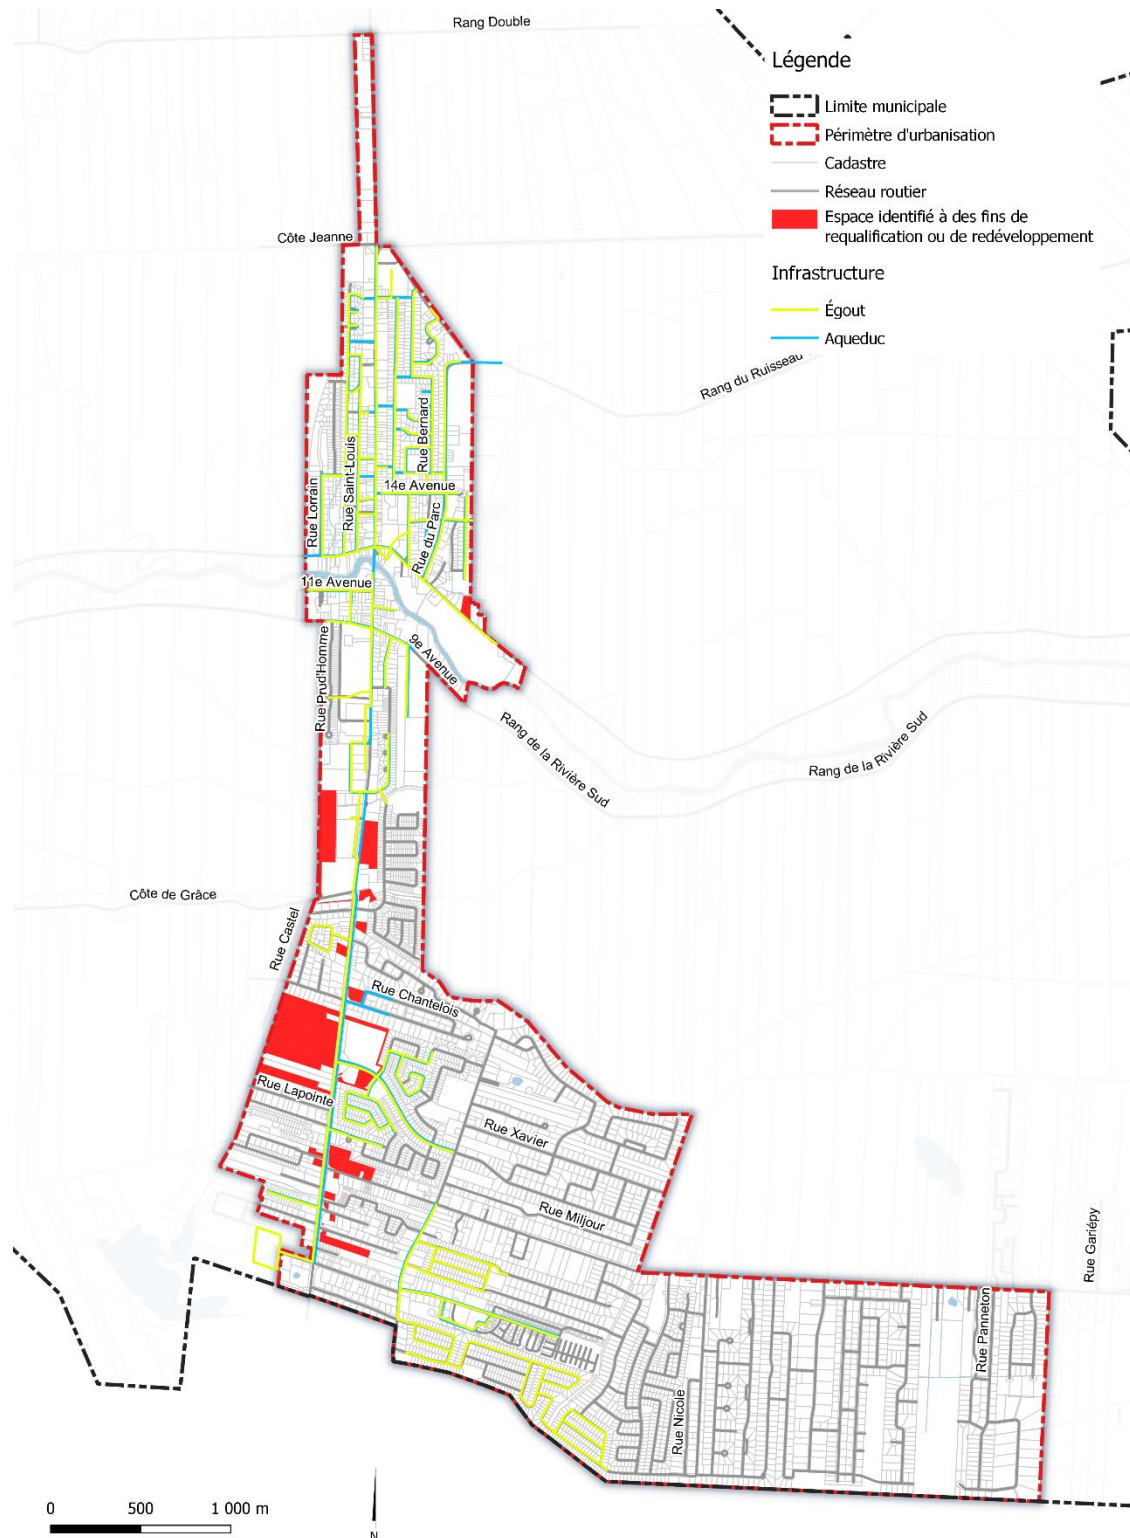 Rang Double
Légende
Limite municipale
Périmètre d'urbanisation
Cadastre
Réseau routier
Espace identifié à des fins de
requalification ou de redéveloppement
Infrastructure
Égout
Aqueduc
Côte Jeanne
Rang du Ruisseau
Rue Bernard
Rue Saint-Louis
14e Avenue
Rue Lorrain
Rue du Parc
11e Avenue
9e Avenue
Rue Prud'Homme
Rang de la Rivière Sud
Rang de la Rivière Sud
Côte de Grâce
Rue Castel
Rue Chantelois
Rue Lapointe
Rue Xavier
Rue Miljour
Rue Gariépy
Rue Panneton
Rue Nicole
0 500 1 000 m
N